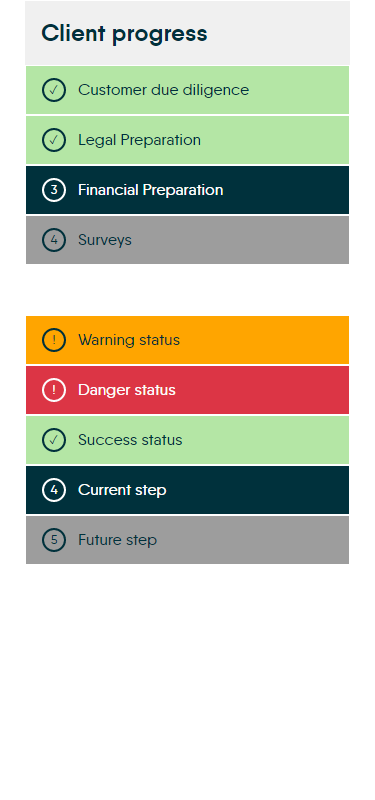 Client progress
✓ Customer due diligence
✓ Legal Preparation
3 Financial Preparation
4 Surveys
! Warning status
! Danger status
✓ Success status
4 Current step
5 Future step